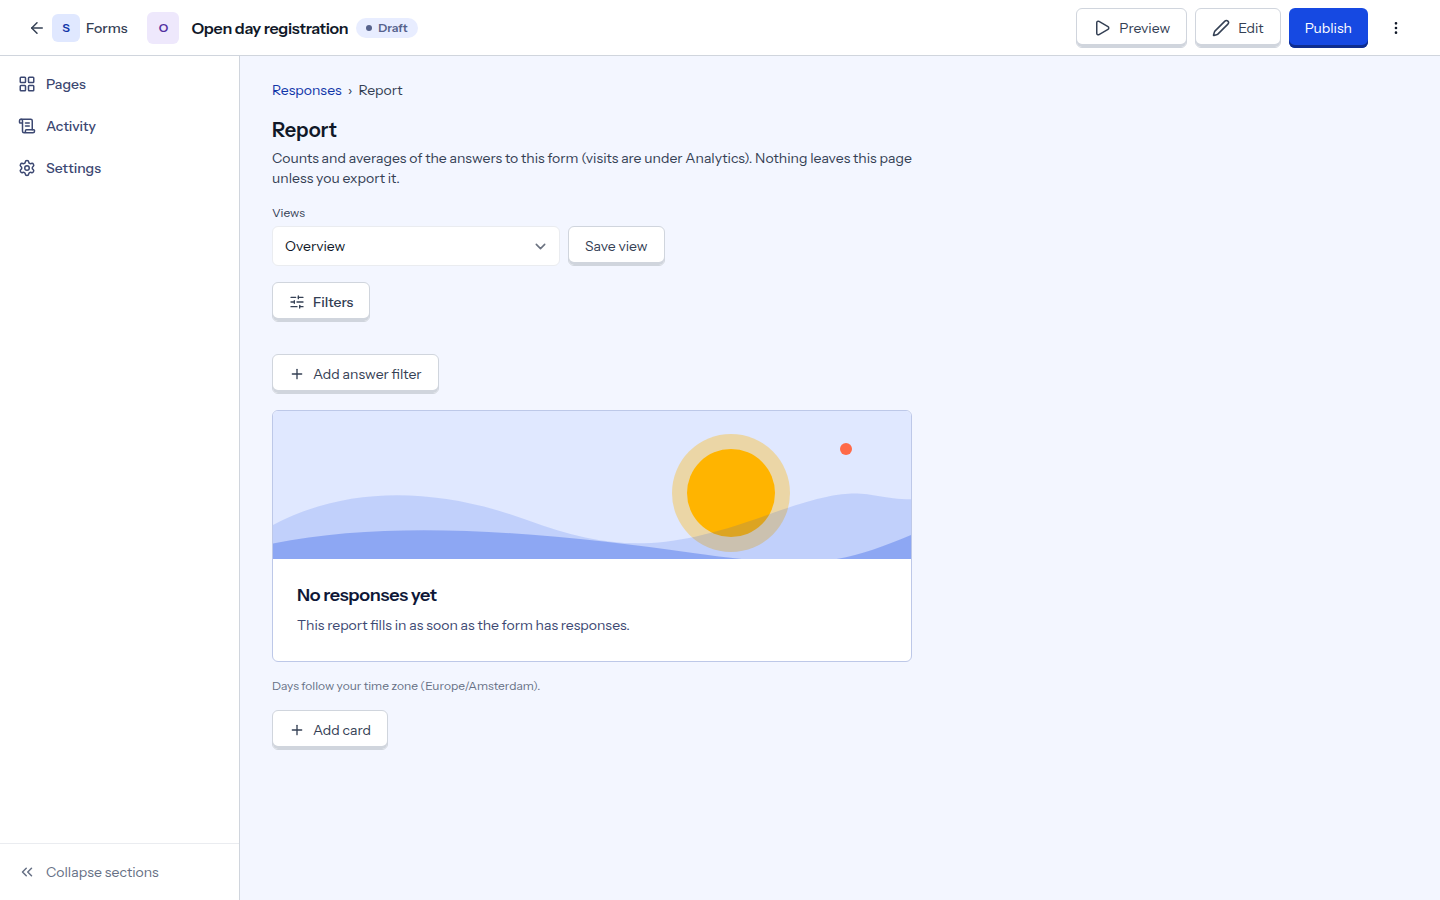 S Forms O Open day registration Draft Preview Edit Publish
Pages
Activity
Settings
Responses › Report
Report
Counts and averages of the answers to this form (visits are under Analytics). Nothing leaves this page
unless you export it.
Views
Overview Save view
Filters
Add answer filter
No responses yet
This report fills in as soon as the form has responses.
Days follow your time zone (Europe/Amsterdam).
Add card
Collapse sections